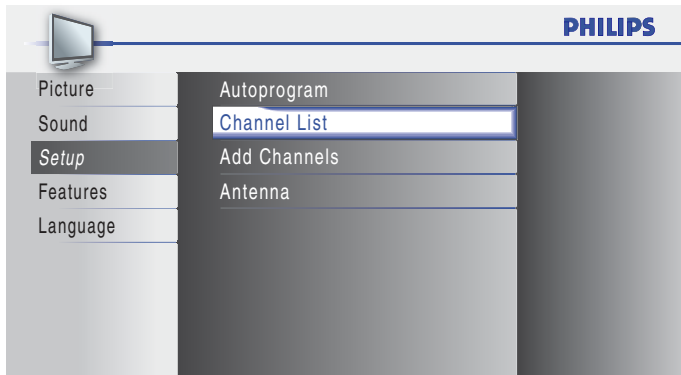 PHILIPS
Picture
Sound
Setup
Features
Language
Autoprogram
Channel List
Add Channels
Antenna